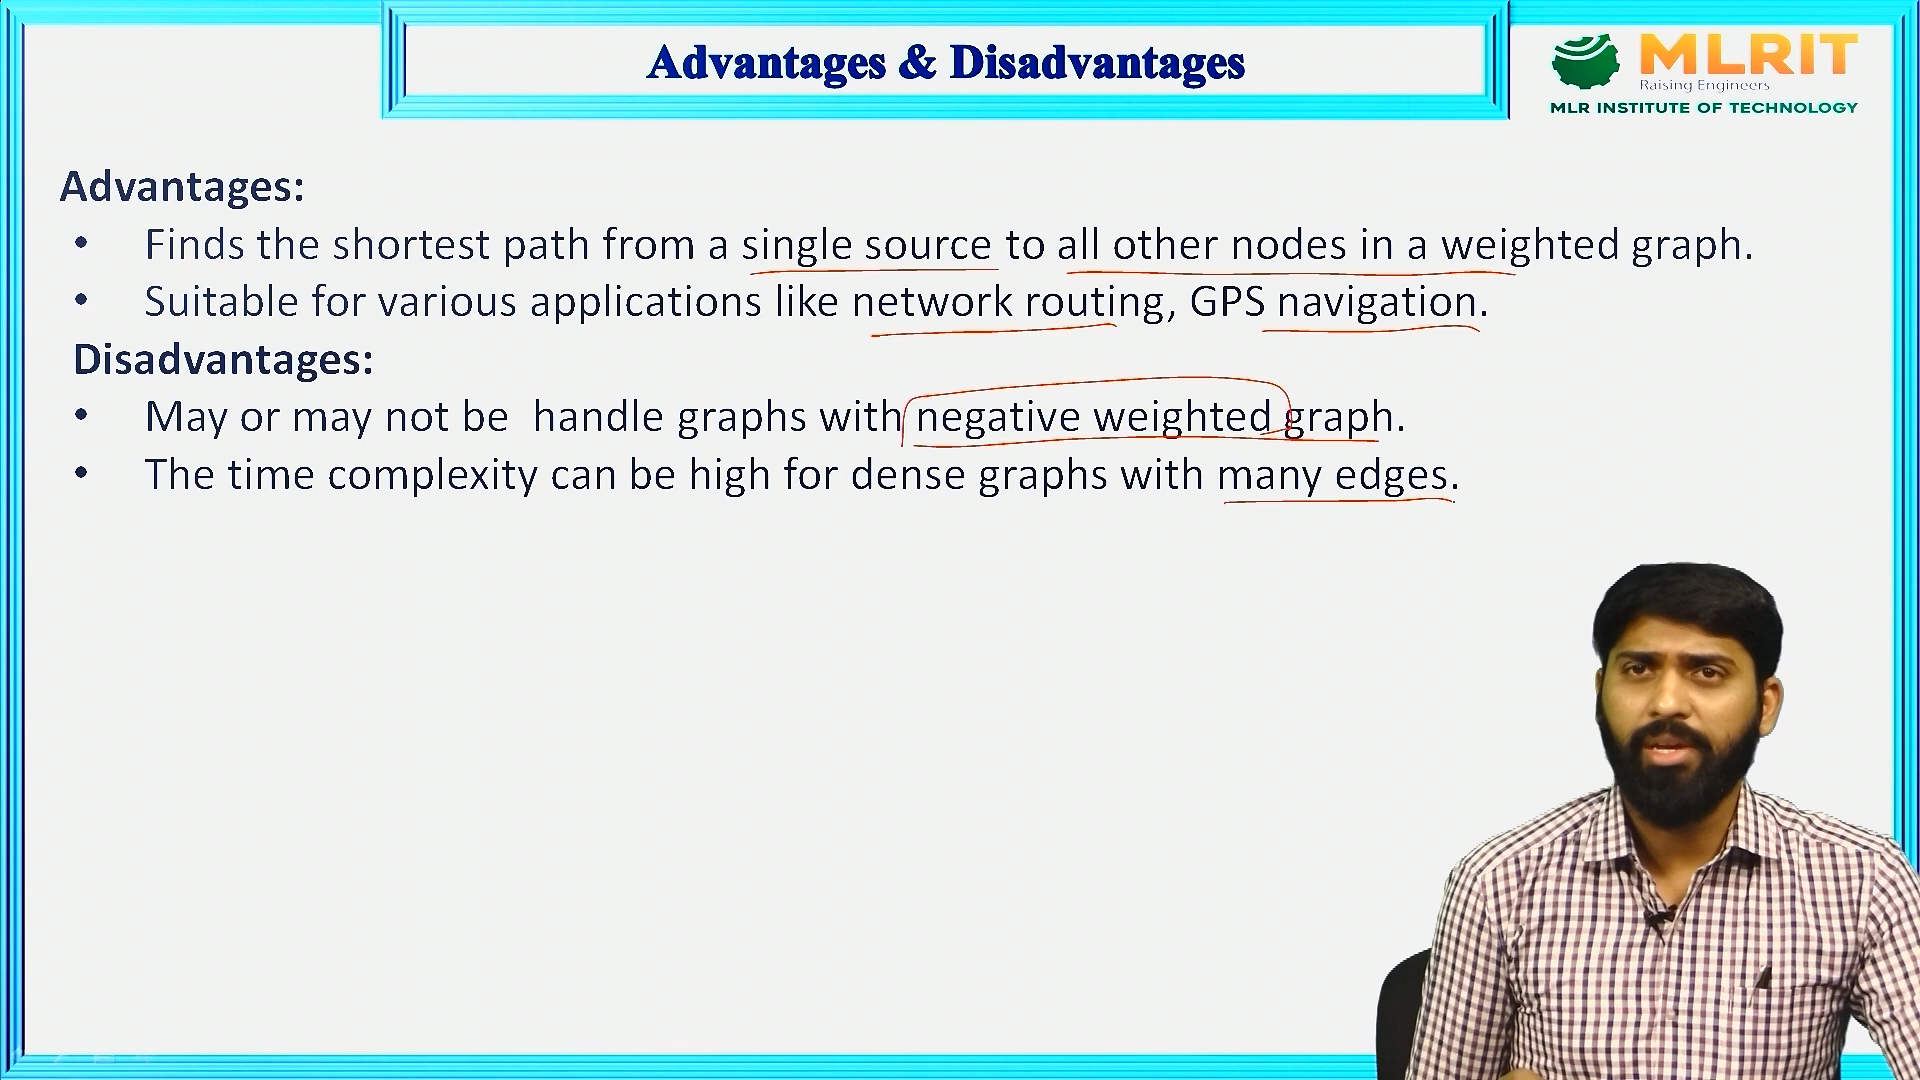 Advantages & Disadvantages
MLRIT
Raising Engineers
MLR INSTITUTE OF TECHNOLOGY
Advantages:
• Finds the shortest path from a single source to all other nodes in a weighted graph.
• Suitable for various applications like network routing, GPS navigation.
Disadvantages:
• May or may not be handle graphs with negative weighted graph.
• The time complexity can be high for dense graphs with many edges.